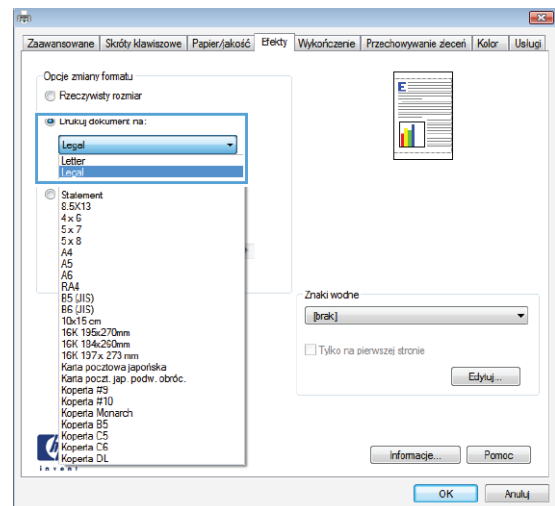 Zaawansowane Skróty klawiszowe Papier/jakość Efekty Wykończenie Przechowywanie zleceń Kolor Usługi
Opcje zmiany formatu
Rzeczywisty rozmiar
Drukuj dokument na:
Legal
Letter
Legal
Statement
8.5X13
4 x 6
5 x 7
5 x 8
A4
A5
A6
RA4
B5 (JIS)
B6 (JIS)
10x15 cm
16K 195x270mm
16K 184x260mm
16K 197 x 273 mm
Karta pocztowa japońska
Karta poczt. jap. podw. obróc.
Koperta #9
Koperta #10
Koperta Monarch
Koperta B5
Koperta C5
Koperta C6
Koperta DL
E
Znaki wodne
[brak]
Tylko na pierwszej stronie
Edytuj...
invent
Informacje... Pomoc
OK Anuluj